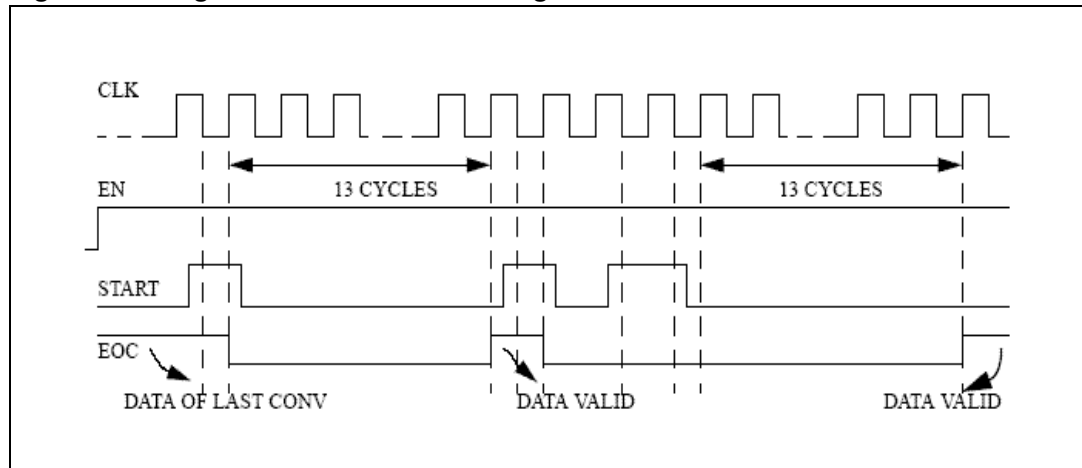 CLK
13 CYCLES
13 CYCLES
EN
START
EOC
DATA OF LAST CONV
DATA VALID
DATA VALID